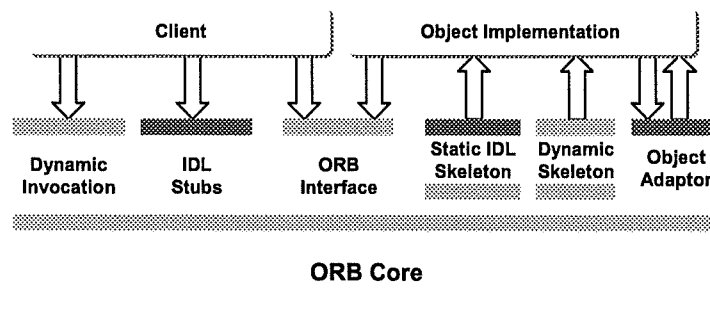 Client
Object Implementation
Dynamic
Invocation
IDL
Stubs
ORB
Interface
Static IDL
Skeleton
Dynamic
Skeleton
Object
Adaptor
ORB Core